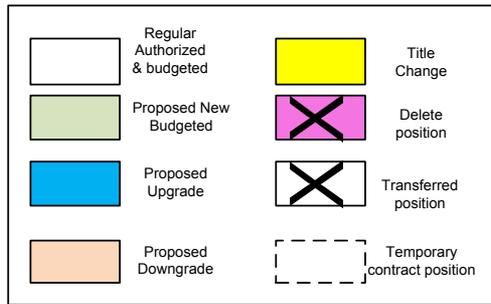 Regular
Authorized
& budgeted
Title
Change
Proposed New
Budgeted
Delete
position
Proposed
Upgrade
Transferred
position
Proposed
Downgrade
Temporary
contract position